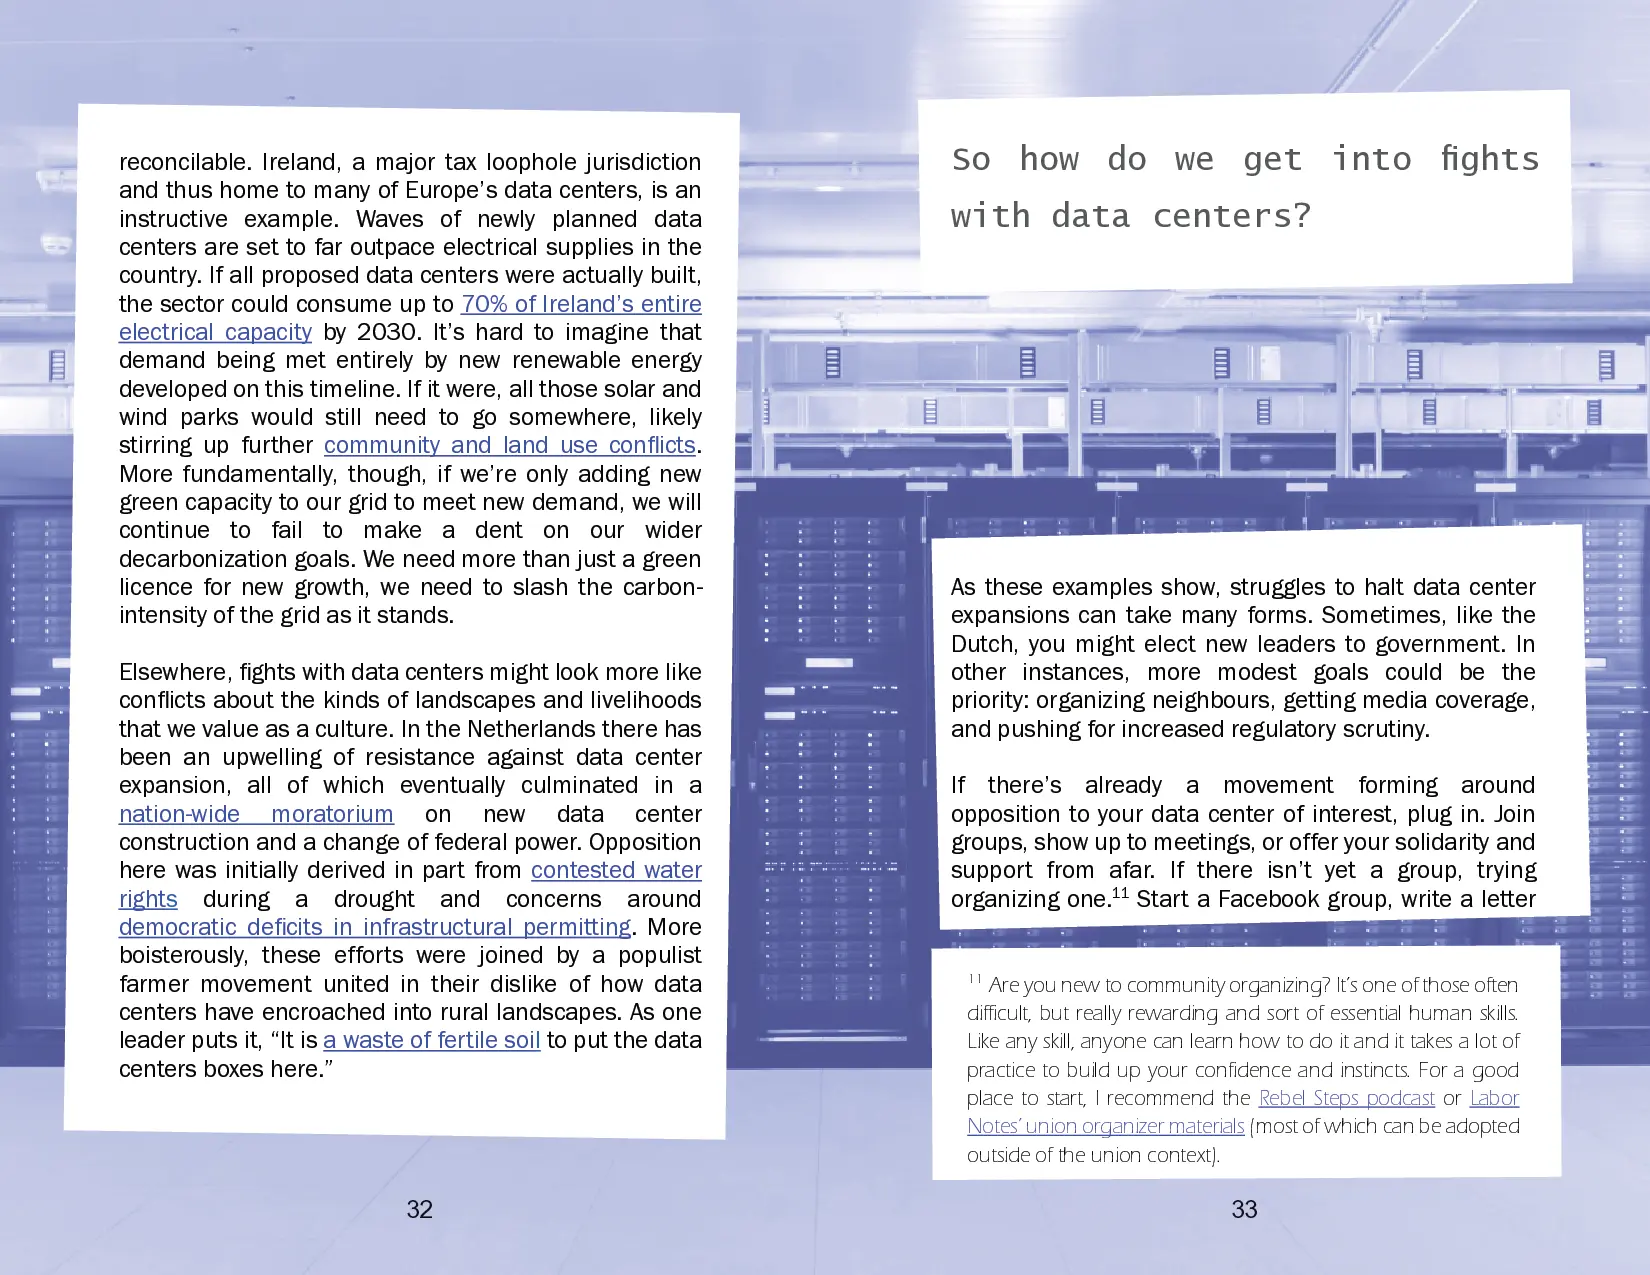 reconcilable. Ireland, a major tax loophole jurisdiction
and thus home to many of Europe's data centers, is an
instructive example. Waves of newly planned data
centers are set to far outpace electrical supplies in the
country. If all proposed data centers were actually built,
the sector could consume up to 70% of Ireland's entire
electrical capacity by 2030. It's hard to imagine that
demand being met entirely by new renewable energy
developed on this timeline. If it were, all those solar and
wind parks would still need to go somewhere, likely
stirring up further community and land use conflicts.
More fundamentally, though, if we're only adding new
green capacity to our grid to meet new demand, we will
continue to fail to make a dent on our wider
decarbonization goals. We need more than just a green
licence for new growth, we need to slash the carbon-
intensity of the grid as it stands.
Elsewhere, fights with data centers might look more like
conflicts about the kinds of landscapes and livelihoods
that we value as a culture. In the Netherlands there has
been an upwelling of resistance against data center
expansion, all of which eventually culminated in a
nation-wide moratorium on new data center
construction and a change of federal power. Opposition
here was initially derived in part from contested water
rights during a drought and concerns around
democratic deficits in infrastructural permitting. More
boisterously, these efforts were joined by a populist
farmer movement united in their dislike of how data
centers have encroached into rural landscapes. As one
leader puts it, “It is a waste of fertile soil to put the data
centers boxes here.”
32
So how do we get into fights
with data centers?
As these examples show, struggles to halt data center
expansions can take many forms. Sometimes, like the
Dutch, you might elect new leaders to government. In
other instances, more modest goals could be the
priority: organizing neighbours, getting media coverage,
and pushing for increased regulatory scrutiny.
If there's already a movement forming around
opposition to your data center of interest, plug in. Join
groups, show up to meetings, or offer your solidarity and
support from afar. If there isn't yet a group, trying
organizing one.11 Start a Facebook group, write a letter
11 Are you new to community organizing? It's one of those often
difficult, but really rewarding and sort of essential human skills.
Like any skill, anyone can learn how to do it and it takes a lot of
practice to build up your confidence and instincts. For a good
place to start, I recommend the Rebel Steps podcast or Labor
Notes' union organizer materials (most of which can be adopted
outside of the union context).
33